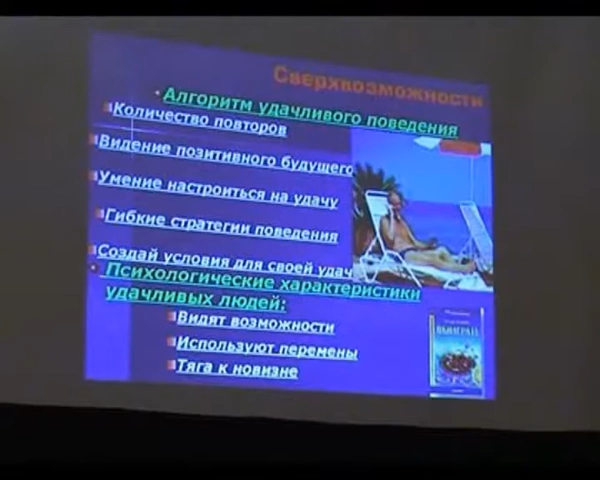 Сверхвозможности
Алгоритм удачливого поведения
Количество повторов
Видение позитивного будущего
Умение настроиться на удачу
Гибкие стратегии поведения
Создай условия для своей удач
Психологические характеристики
удачливых людей:
Видят возможности
Используют перемены
Тяга к новизне